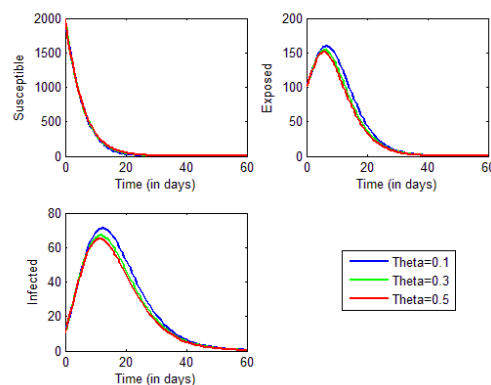 2000
1500
1000
500
0
Susceptible
0 20 40 60
Time (in days)
200
150
100
50
0
Exposed
0 20 40 60
Time (in days)
80
60
40
20
0
Infected
0 20 40 60
Time (in days)
Theta=0.1
Theta=0.3
Theta=0.5